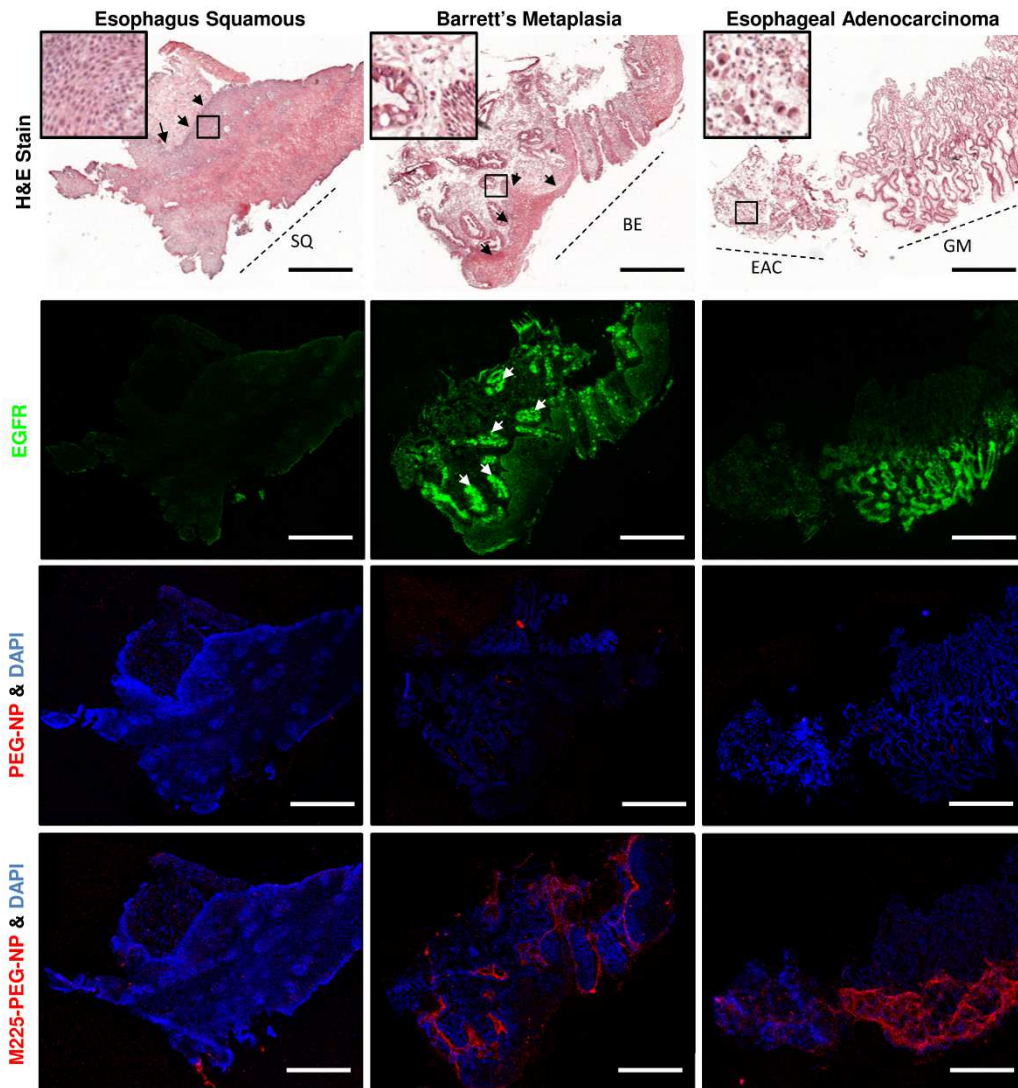 Esophagus Squamous
Barrett's Metaplasia
Esophageal Adenocarcinoma
H&E Stain
SQ
BE
EAC
GM
EGFR
PEG-NP & DAPI
M225-PEG-NP & DAPI